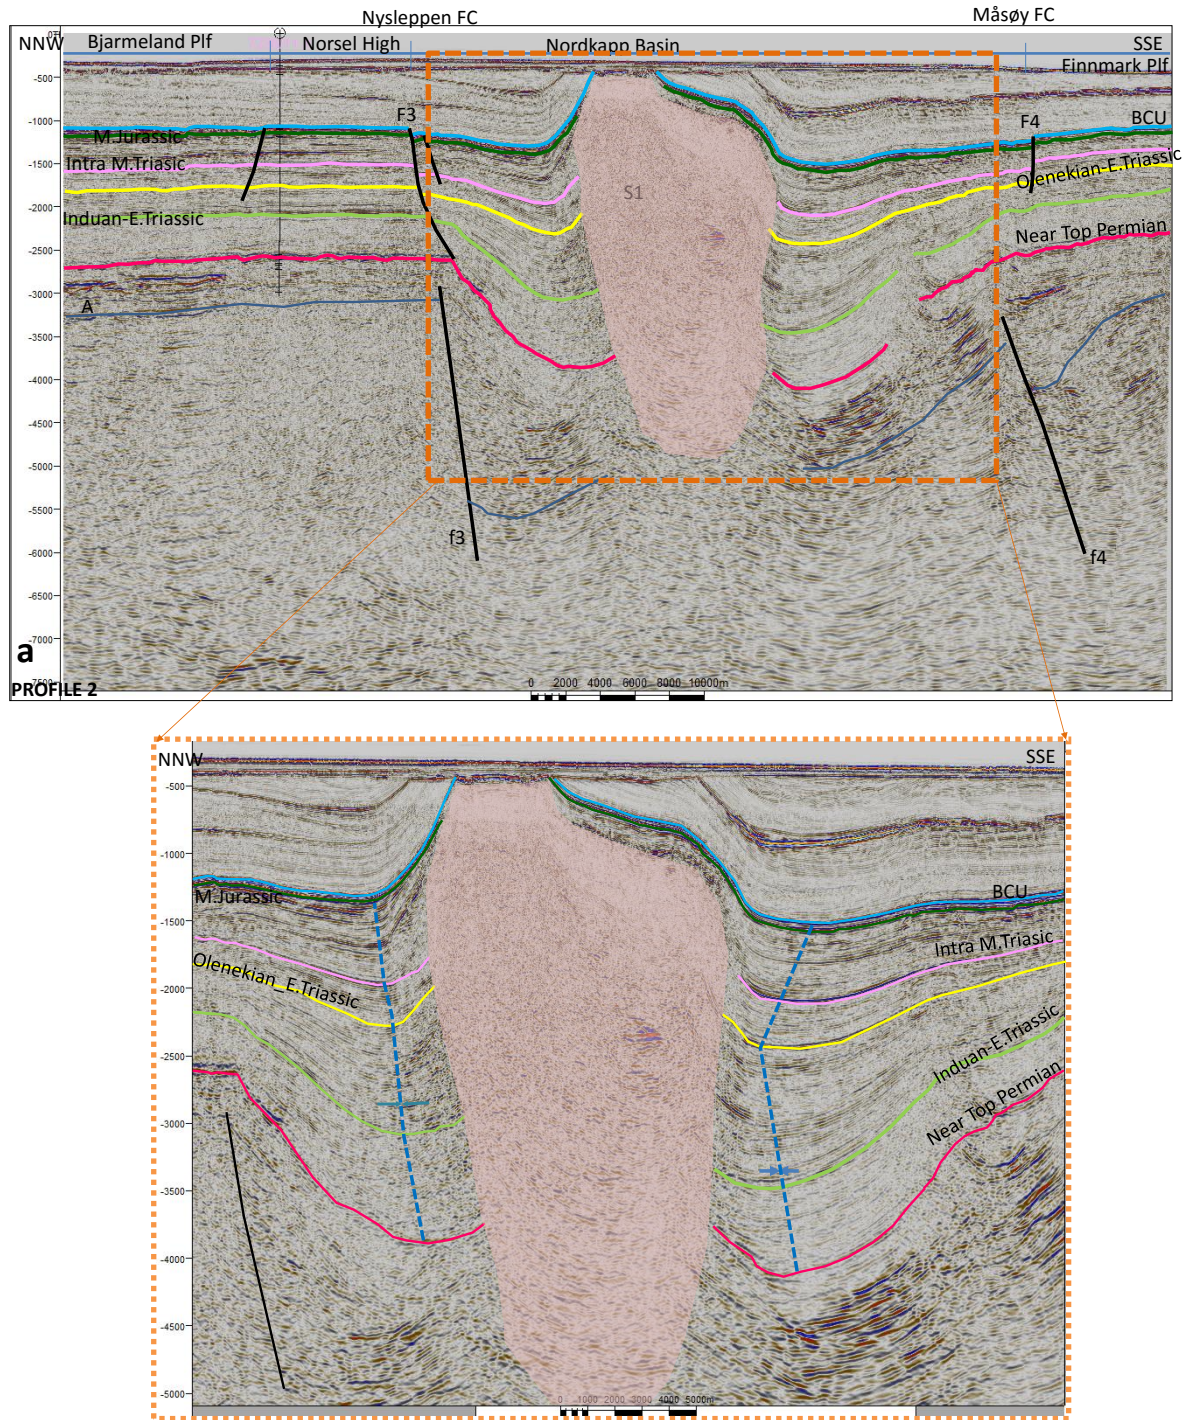 Nysleppen FC
Måsøy FC
NNW
Bjarmeland Plf
Norsel High
Nordkapp Basin
SSE
Finnmark Plf
-500
-1000
-1500
-2000
-2500
-3000
-3500
-4000
-4500
-5000
-5500
-6000
-6500
-7000
F3
F4
BCU
M.Jurassic
Intra M.Triasic
Olenekian-E.Triassic
S1
Induan-E.Triassic
Near Top Permian
A
f3
f4
a
PROFILE 2
0 2000 4000 6000 8000 10000m
NNW
SSE
-500
-1000
-1500
-2000
-2500
-3000
-3500
-4000
-4500
-5000
M.Jurassic
BCU
Intra M.Triasic
Olenekian_E.Triassic
Induan-E.Triassic
Near Top Permian
0 1000 2000 3000 4000 5000m